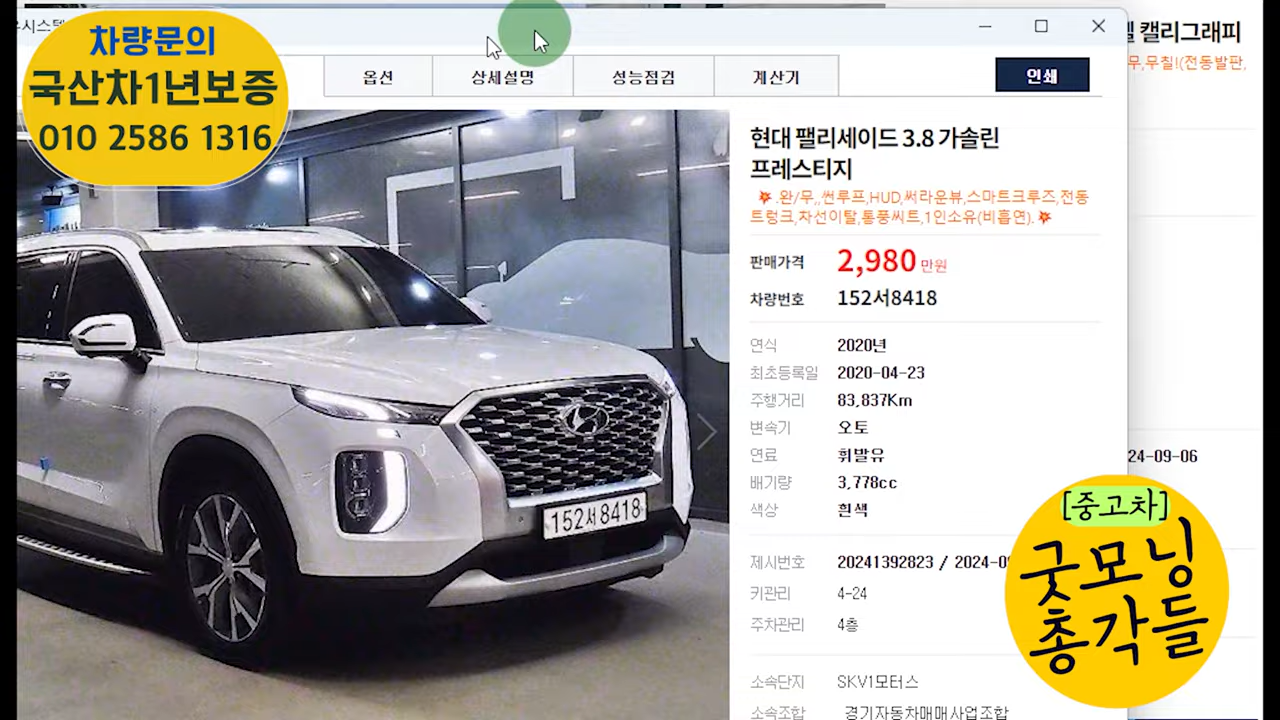 차량문의
국산차1년보증
010 2586 1316
옵션
상세설명
성능점검
계산기
인쇄
캘리그래피
무,무칠!(전동발판,
현대 팰리세이드 3.8 가솔린
프레스티지
.완/무,,썬루프,HUD,써라운뷰,스마트크루즈,전동
트렁크,차선이탈,통풍씨트,1인소유(비흡연).
판매가격 2,980 만원
차량번호 152서8418
연식 2020년
최초등록일 2020-04-23
주행거리 83,837Km
변속기 오토
연료 휘발유
24-09-06
배기량 3,778cc
색상 흰색
152서8418
제시번호 20241392823 / 2024-0
키관리 4-24
주차관리 4층
소속단지 SKV1모터스
소속조합 경기자동차매매사업조합
[중고차]
굿모닝
총각들